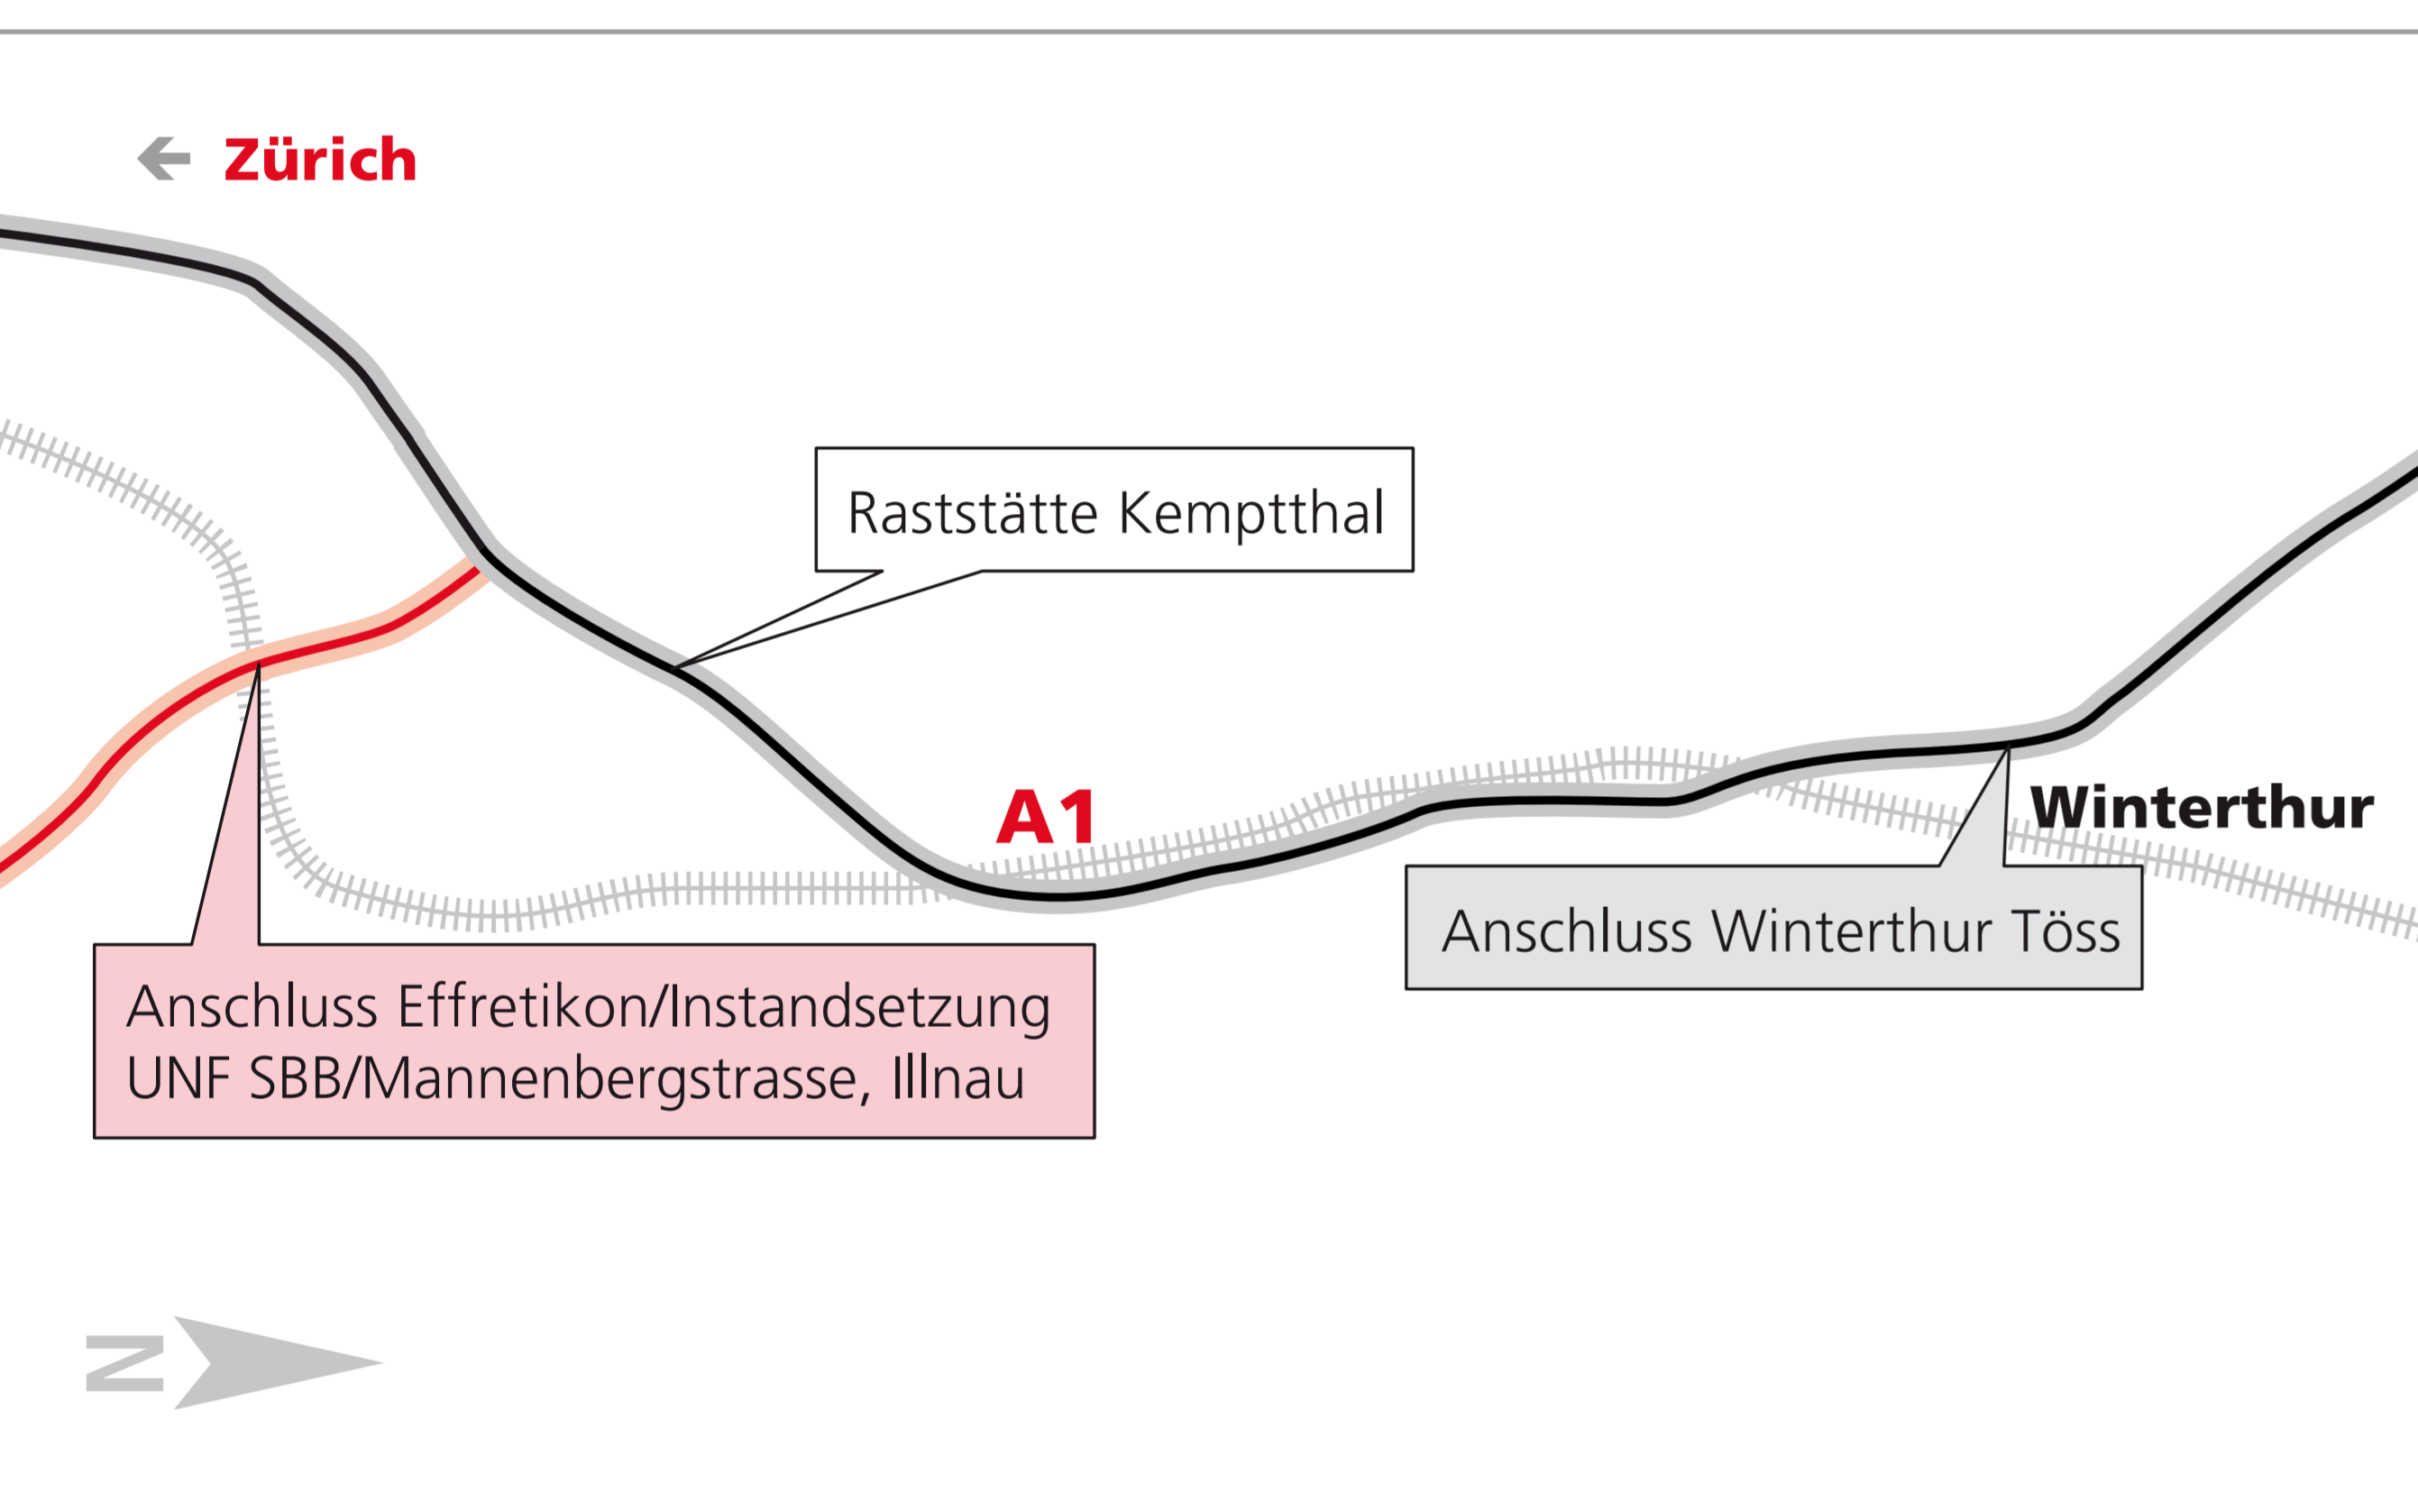 Zürich
Raststätte Kemptthal
A1
Winterthur
Anschluss Winterthur Töss
Anschluss Effretikon/Instandsetzung
UNF SBB/Mannenbergstrasse, Illnau
N